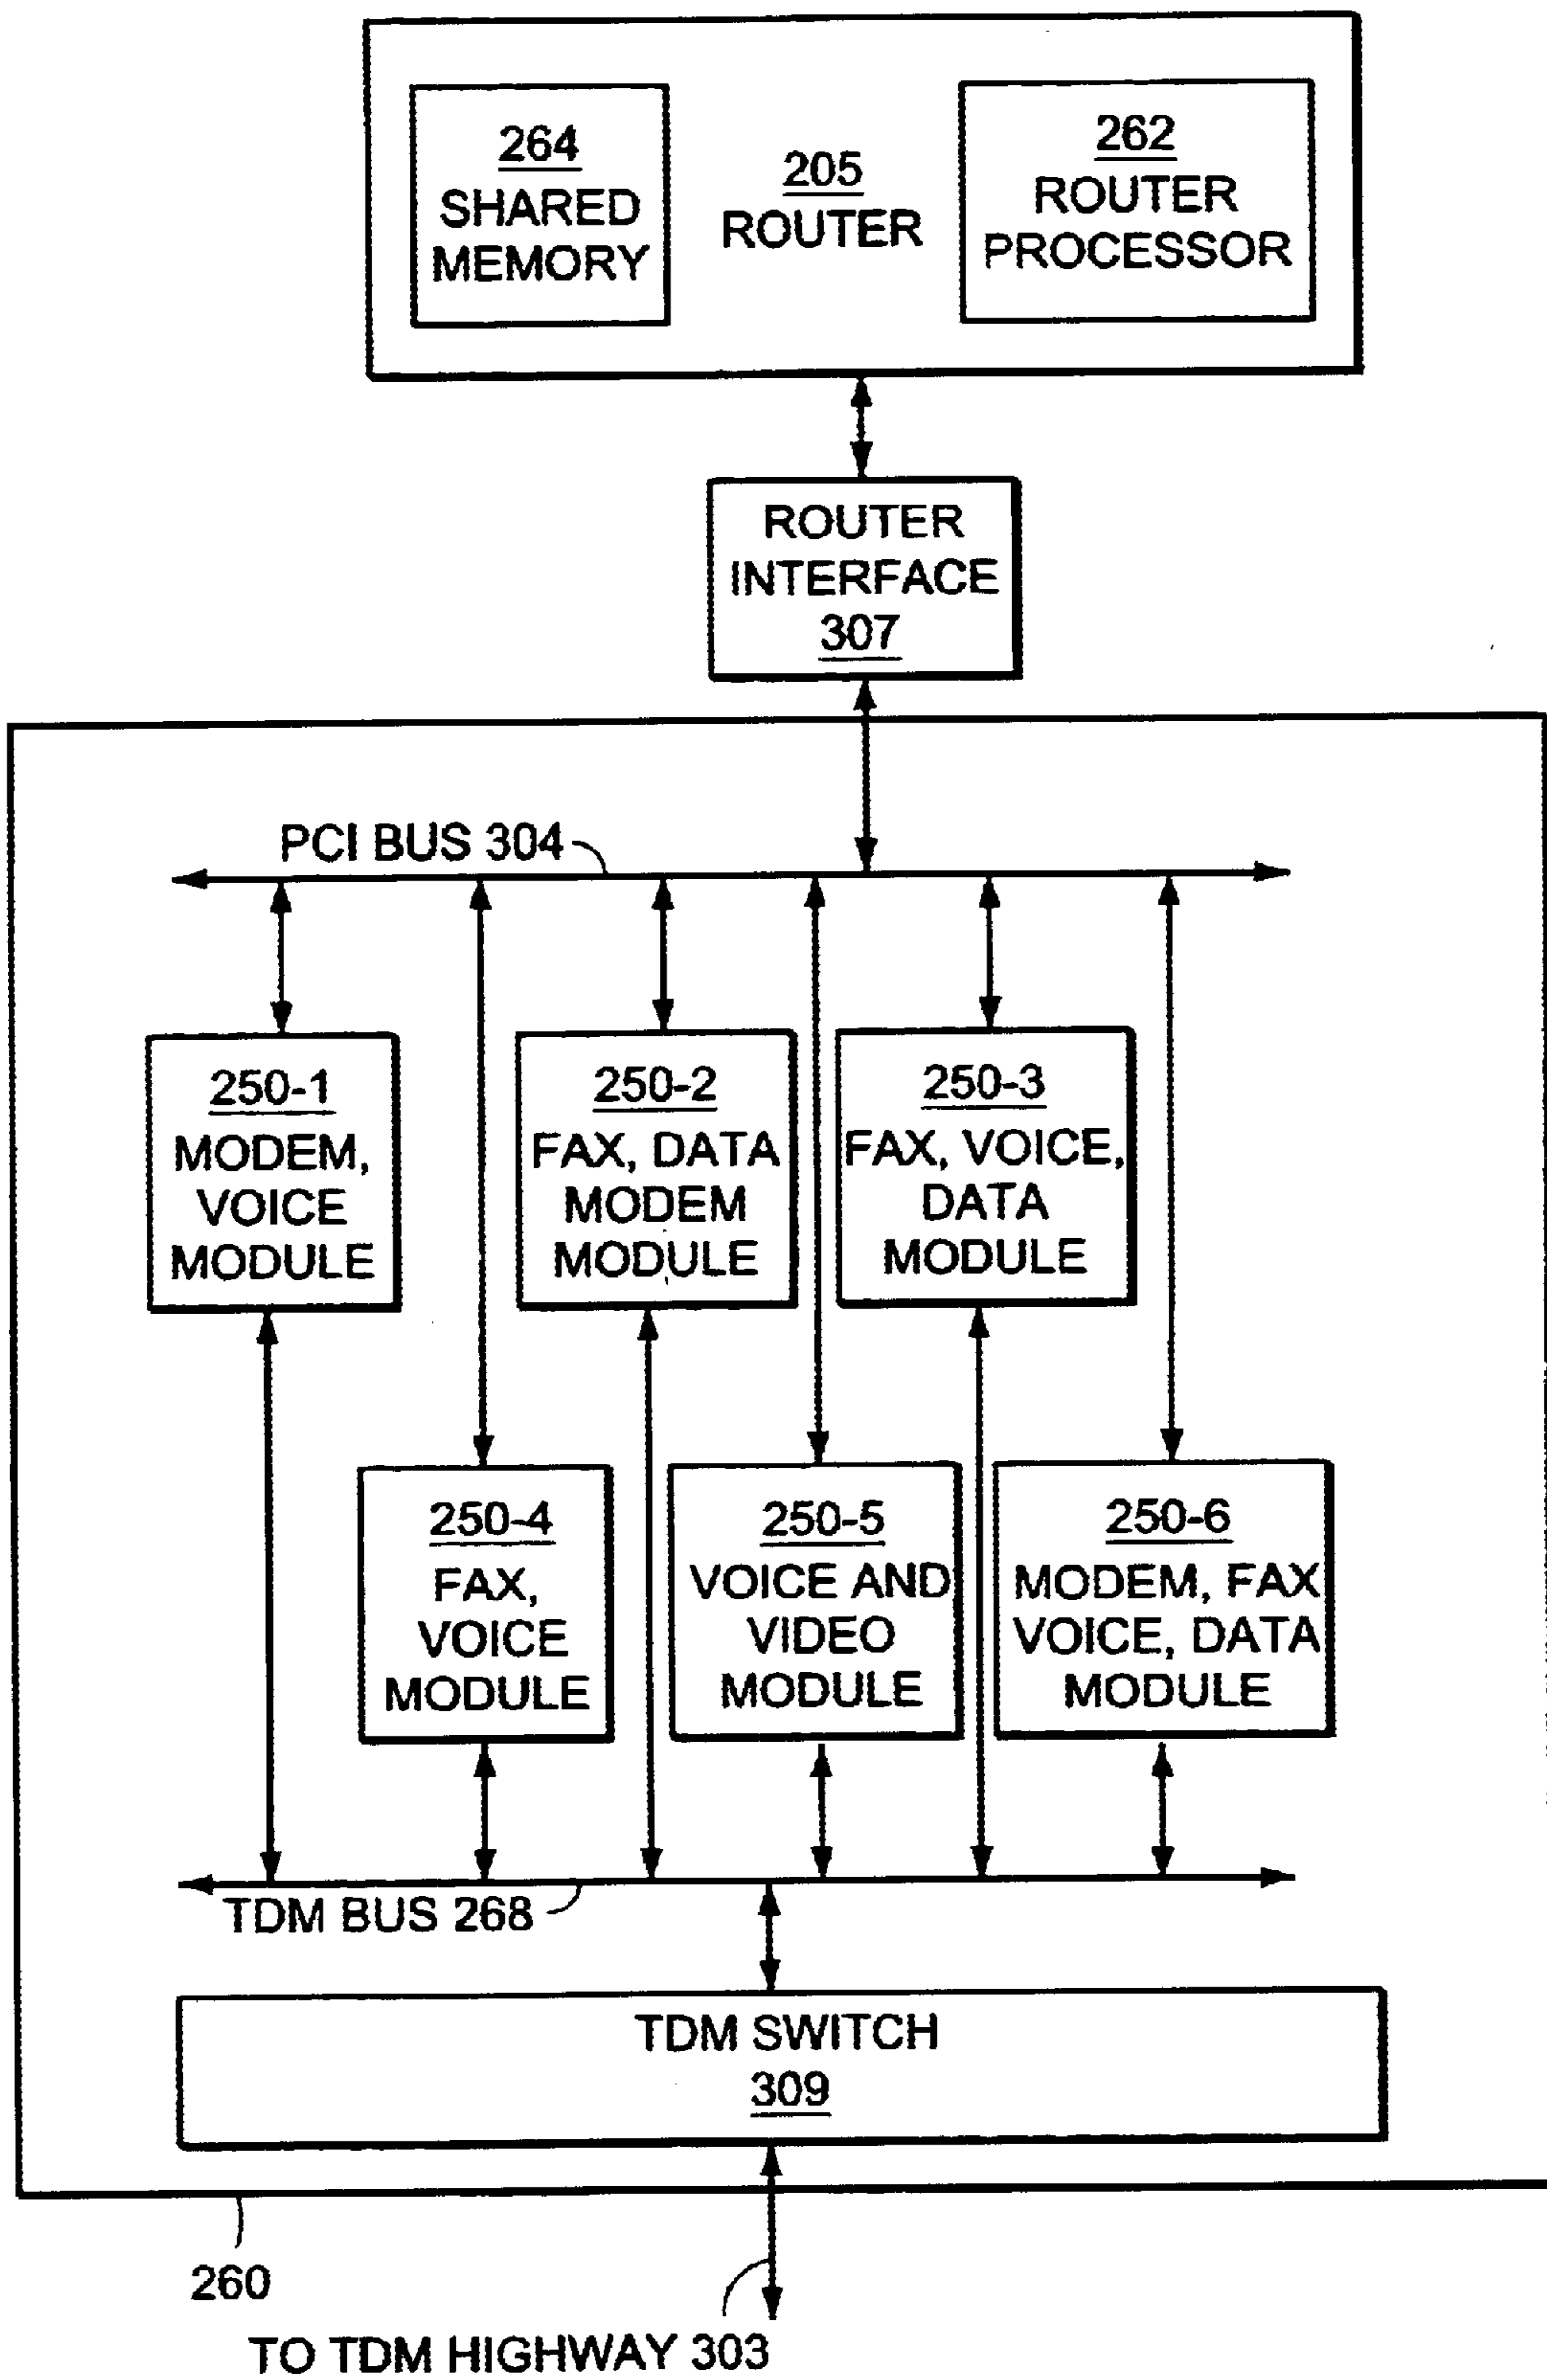 264
SHARED
MEMORY
205
ROUTER
262
ROUTER
PROCESSOR
ROUTER
INTERFACE
307
PCI BUS 304
250-1
MODEM,
VOICE
MODULE
250-2
FAX, DATA
MODEM
MODULE
250-3
FAX, VOICE,
DATA
MODULE
250-4
FAX,
VOICE
MODULE
250-5
VOICE AND
VIDEO
MODULE
250-6
MODEM, FAX
VOICE, DATA
MODULE
TDM BUS 268
TDM SWITCH
309
260
TO TDM HIGHWAY 303